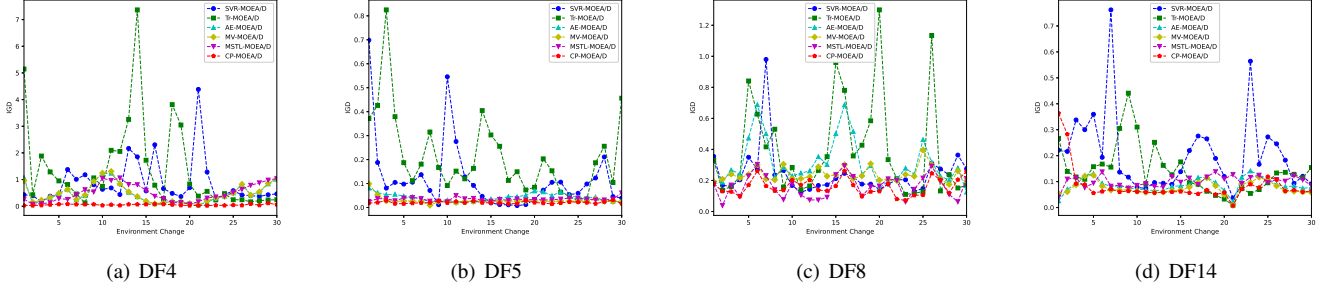 SVR-MOEA/D
Tr-MOEA/D
AE-MOEA/D
MV-MOEA/D
MSTL-MOEA/D
CP-MOEA/D
7
6
5
4
3
2
1
0
IGD
5
10
15
20
25
30
Environment Change
(a) DF4
SVR-MOEA/D
Tr-MOEA/D
AE-MOEA/D
MV-MOEA/D
MSTL-MOEA/D
CP-MOEA/D
0.8
0.7
0.6
0.5
0.4
0.3
0.2
0.1
0.0
IGD
5
10
15
20
25
30
Environment Change
(b) DF5
SVR-MOEA/D
Tr-MOEA/D
AE-MOEA/D
MV-MOEA/D
MSTL-MOEA/D
CP-MOEA/D
1.2
1.0
0.8
0.6
0.4
0.2
0.0
IGD
5
10
15
20
25
30
Environment Change
(c) DF8
SVR-MOEA/D
Tr-MOEA/D
AE-MOEA/D
MV-MOEA/D
MSTL-MOEA/D
CP-MOEA/D
0.7
0.6
0.5
0.4
0.3
0.2
0.1
0.0
IGD
5
10
15
20
25
30
Environment Change
(d) DF14